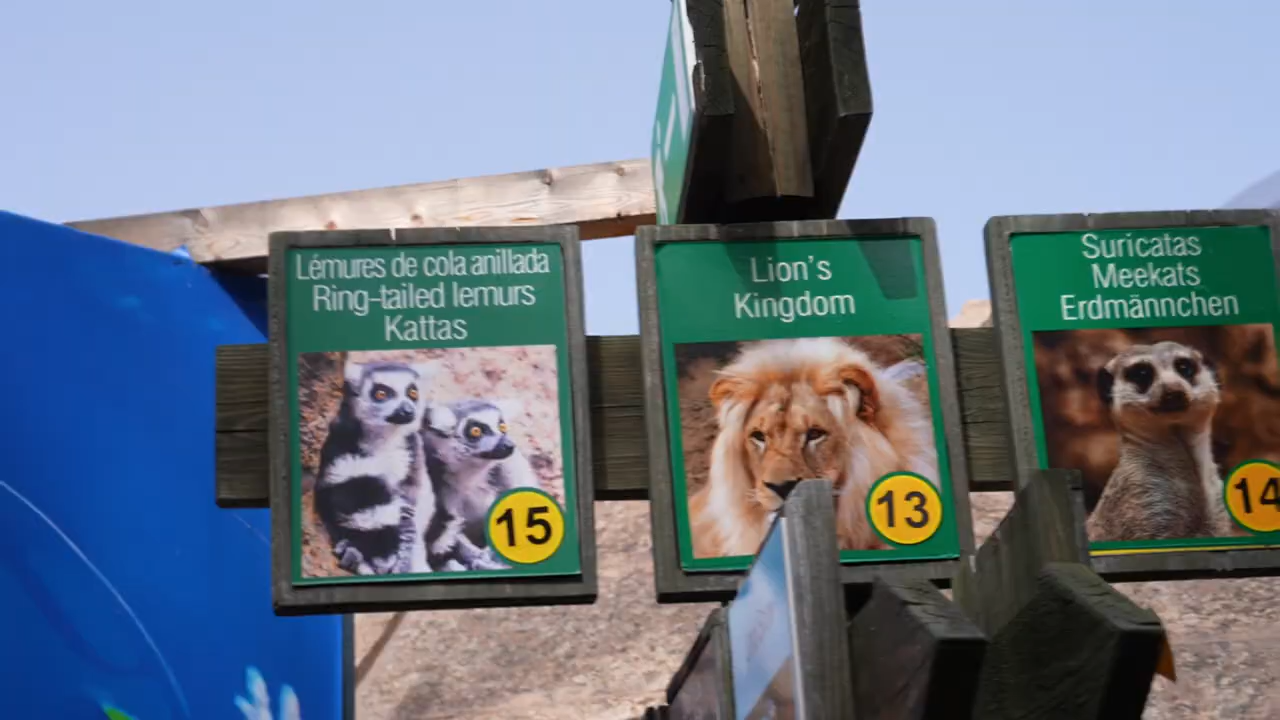 Lémures de cola anillada
Ring-tailed lemurs
Kattas
15
Lion's
Kingdom
13
Suricatas
Meekats
Erdmännchen
14